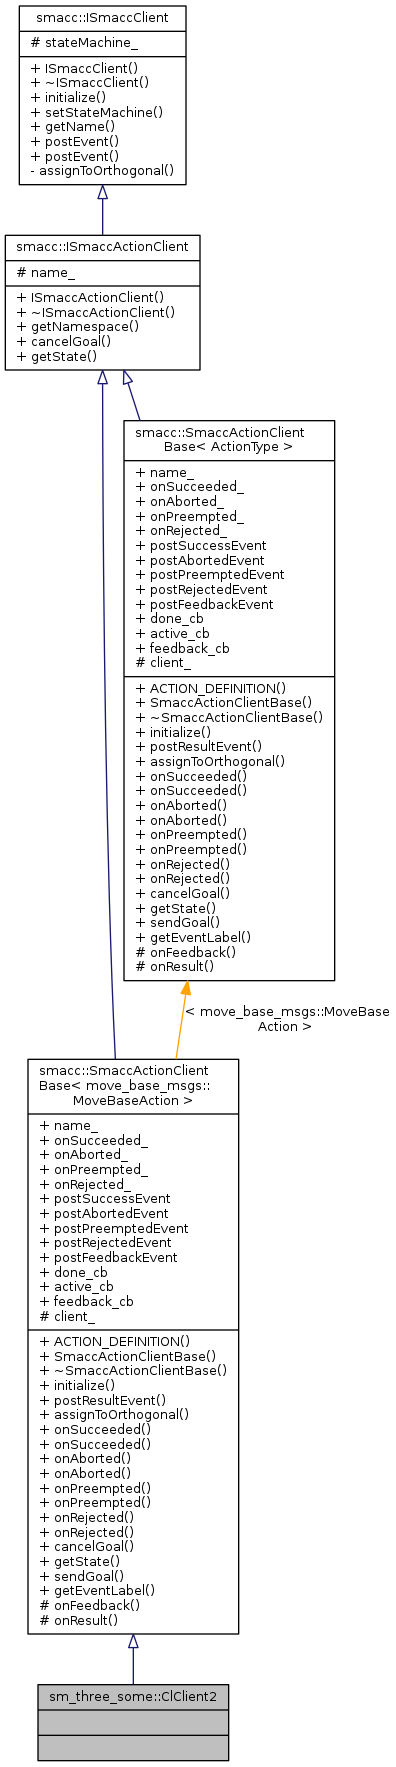 smacc::ISmaccClient
# stateMachine_
+ ISmaccClient()
+ ~ISmaccClient()
+ initialize()
+ setStateMachine()
+ getName()
+ postEvent()
+ postEvent()
- assignToOrthogonal()
smacc::ISmaccActionClient
# name_
+ ISmaccActionClient()
+ ~ISmaccActionClient()
+ getNamespace()
+ cancelGoal()
+ getState()
smacc::SmaccActionClient
Base< ActionType >
+ name_
+ onSucceeded_
+ onAborted_
+ onPreempted_
+ onRejected_
+ postSuccessEvent
+ postAbortedEvent
+ postPreemptedEvent
+ postRejectedEvent
+ postFeedbackEvent
+ done_cb
+ active_cb
+ feedback_cb
# client_
+ ACTION_DEFINITION()
+ SmaccActionClientBase()
+ ~SmaccActionClientBase()
+ initialize()
+ postResultEvent()
+ assignToOrthogonal()
+ onSucceeded()
+ onSucceeded()
+ onAborted()
+ onAborted()
+ onPreempted()
+ onPreempted()
+ onRejected()
+ onRejected()
+ cancelGoal()
+ getState()
+ sendGoal()
+ getEventLabel()
# onFeedback()
# onResult()
< move_base_msgs::MoveBase
Action >
smacc::SmaccActionClient
Base< move_base_msgs::
MoveBaseAction >
+ name_
+ onSucceeded_
+ onAborted_
+ onPreempted_
+ onRejected_
+ postSuccessEvent
+ postAbortedEvent
+ postPreemptedEvent
+ postRejectedEvent
+ postFeedbackEvent
+ done_cb
+ active_cb
+ feedback_cb
# client_
+ ACTION_DEFINITION()
+ SmaccActionClientBase()
+ ~SmaccActionClientBase()
+ initialize()
+ postResultEvent()
+ assignToOrthogonal()
+ onSucceeded()
+ onSucceeded()
+ onAborted()
+ onAborted()
+ onPreempted()
+ onPreempted()
+ onRejected()
+ onRejected()
+ cancelGoal()
+ getState()
+ sendGoal()
+ getEventLabel()
# onFeedback()
# onResult()
sm_three_some::ClClient2